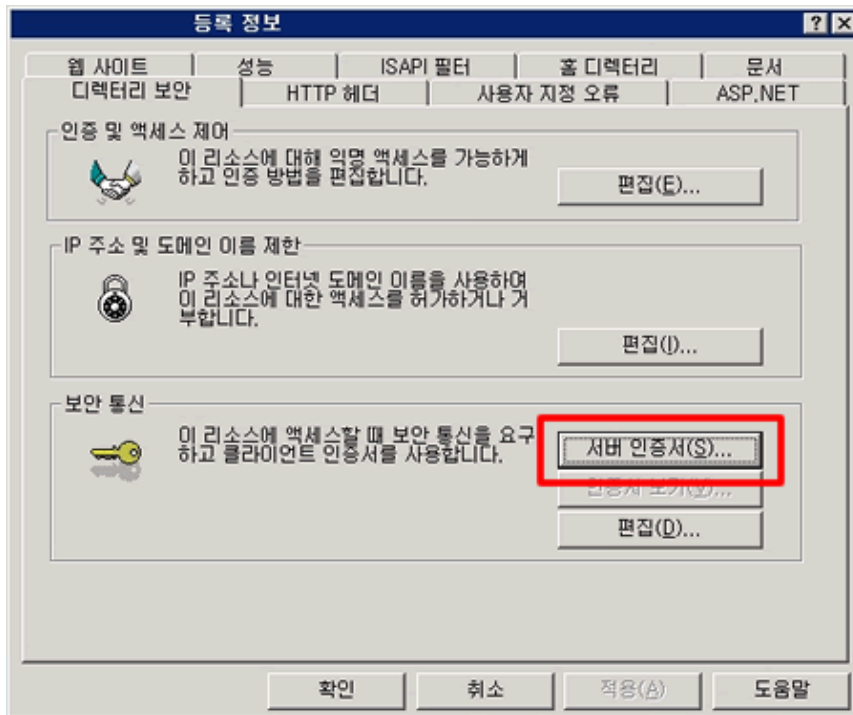 등록 정보
웹 사이트 성능 ISAPI 필터 홈 디렉터리 문서
디렉터리 보안 HTTP 헤더 사용자 지정 오류 ASP.NET
인증 및 액세스 제어
이 리소스에 대해 익명 액세스를 가능하게
하고 인증 방법을 편집합니다.
편집(E)...
IP 주소 및 도메인 이름 제한
IP 주소나 인터넷 도메인 이름을 사용하여
이 리소스에 대한 액세스를 허가하거나 거
부합니다.
편집(I)...
보안 통신
이 리소스에 액세스할 때 보안 통신을 요구
하고 클라이언트 인증서를 사용합니다.
서버 인증서(S)...
인증서 보기(V)...
편집(D)...
확인 취소 적용(A) 도움말